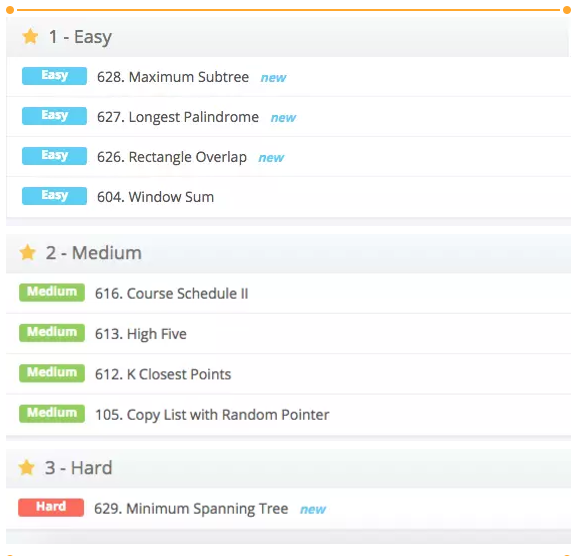 1 - Easy
Easy 628. Maximum Subtree new
Easy 627. Longest Palindrome new
Easy 626. Rectangle Overlap new
Easy 604. Window Sum
2 - Medium
Medium 616. Course Schedule II
Medium 613. High Five
Medium 612. K Closest Points
Medium 105. Copy List with Random Pointer
3 - Hard
Hard 629. Minimum Spanning Tree new